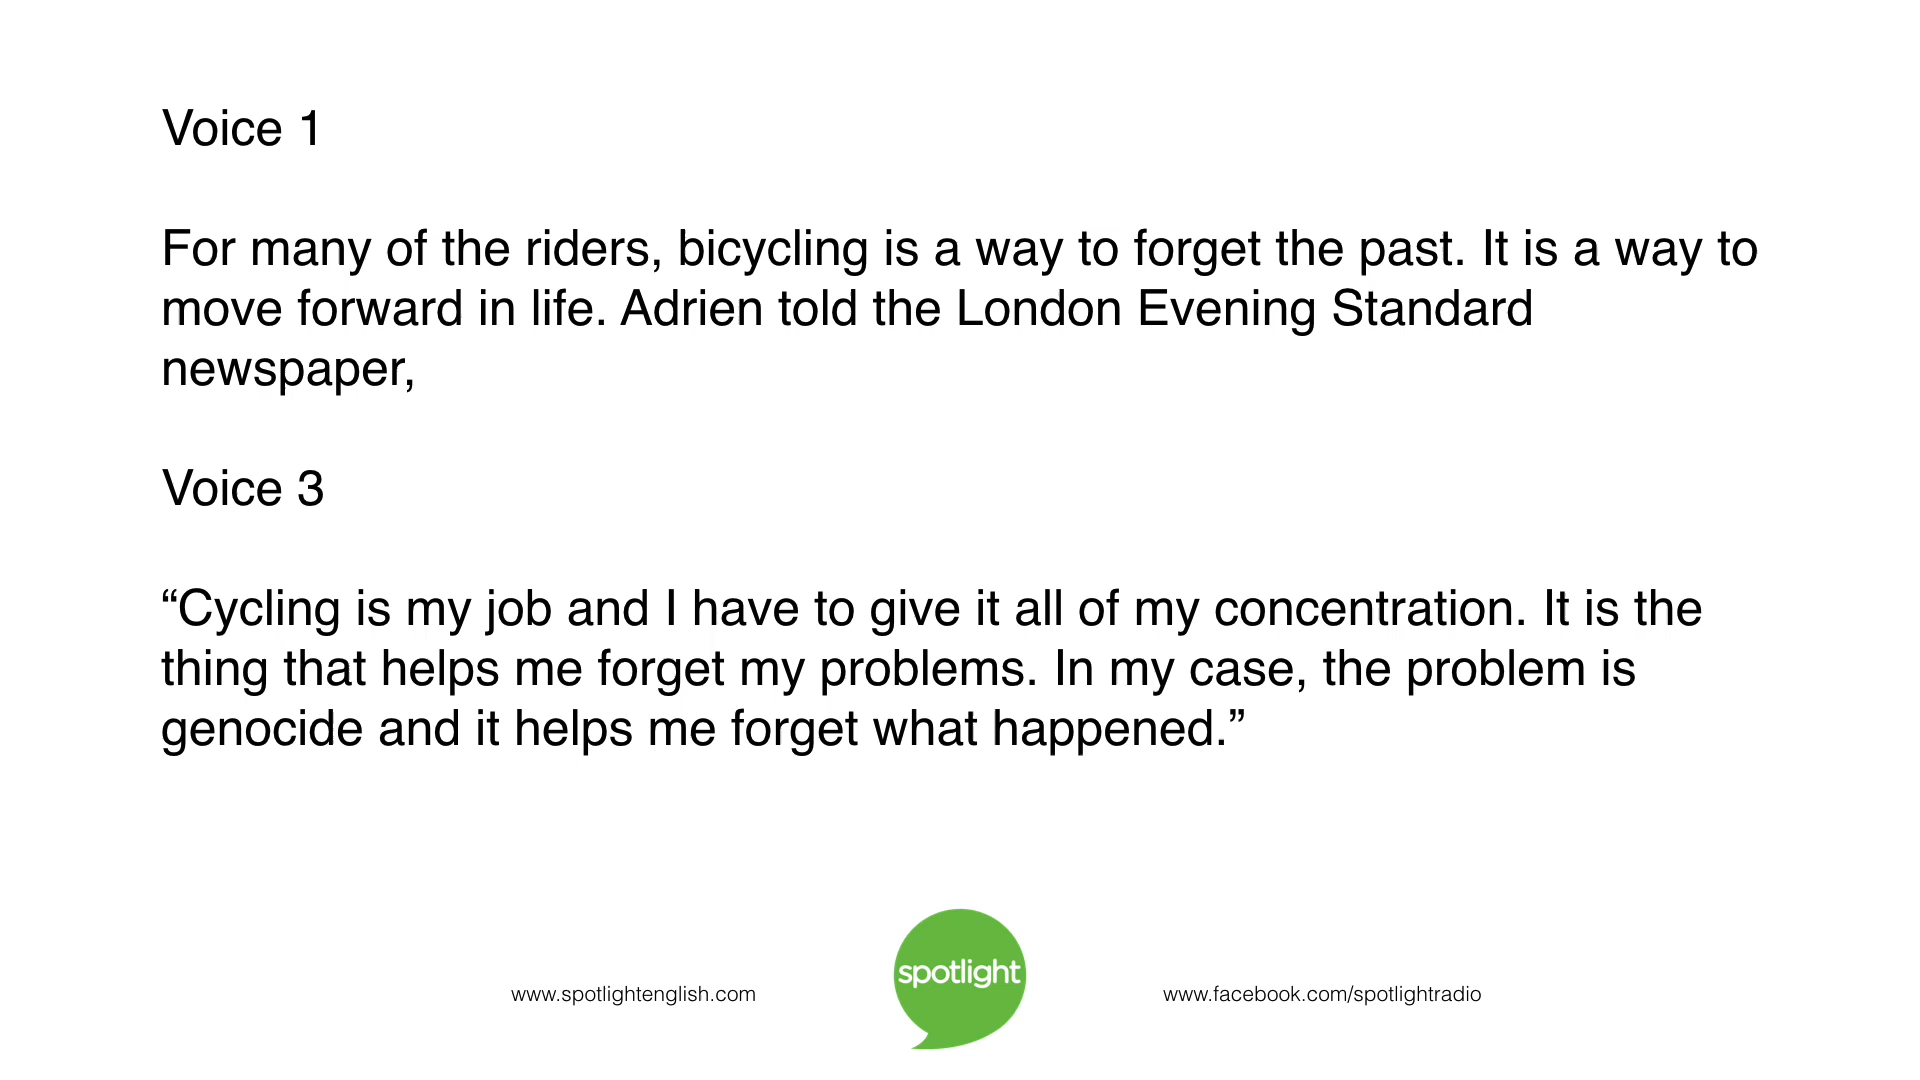 Voice 1
For many of the riders, bicycling is a way to forget the past. It is a way to
move forward in life. Adrien told the London Evening Standard
newspaper,
Voice 3
“Cycling is my job and I have to give it all of my concentration. It is the
thing that helps me forget my problems. In my case, the problem is
genocide and it helps me forget what happened.”
spotlight
www.spotlightenglish.com
www.facebook.com/spotlightradio